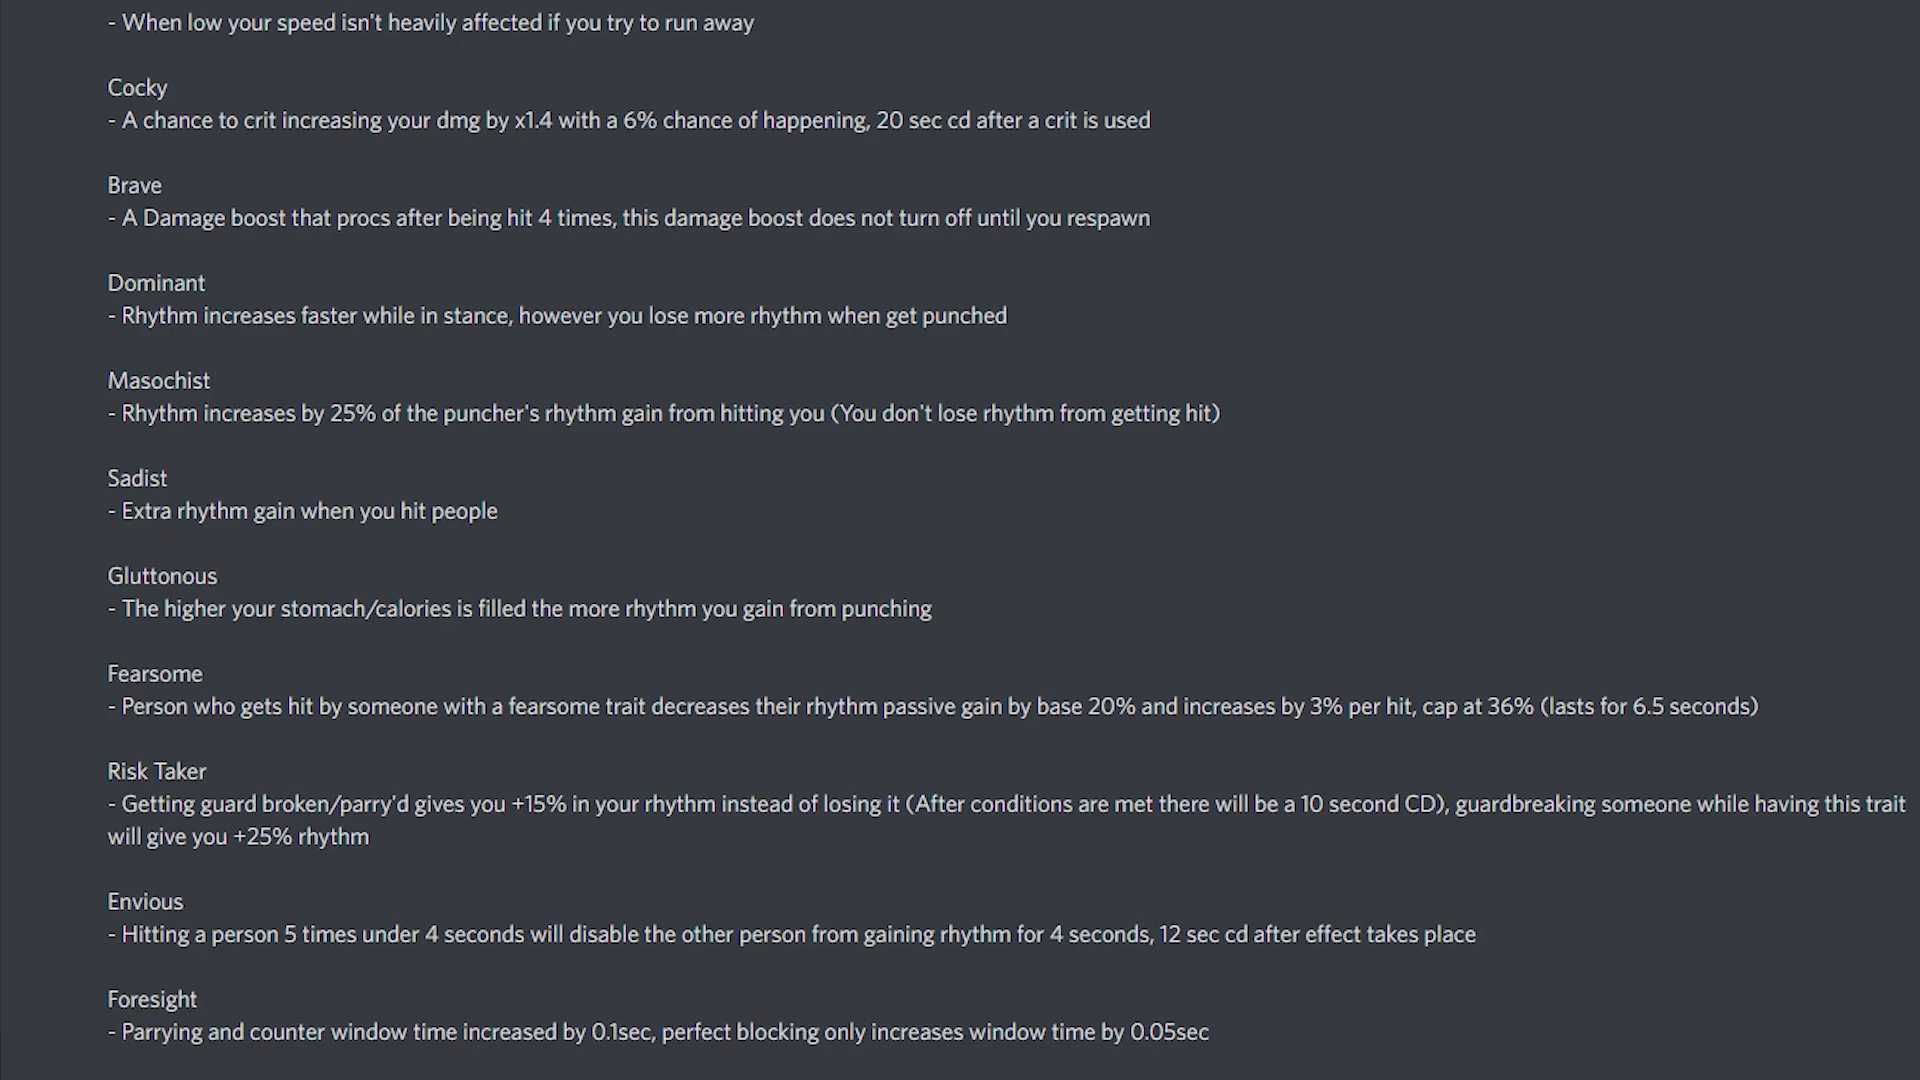 - When low your speed isn't heavily affected if you try to run away
Cocky
- A chance to crit increasing your dmg by x1.4 with a 6% chance of happening, 20 sec cd after a crit is used
Brave
- A Damage boost that procs after being hit 4 times, this damage boost does not turn off until you respawn
Dominant
- Rhythm increases faster while in stance, however you lose more rhythm when get punched
Masochist
- Rhythm increases by 25% of the puncher's rhythm gain from hitting you (You don't lose rhythm from getting hit)
Sadist
- Extra rhythm gain when you hit people
Gluttonous
- The higher your stomach/calories is filled the more rhythm you gain from punching
Fearsome
- Person who gets hit by someone with a fearsome trait decreases their rhythm passive gain by base 20% and increases by 3% per hit, cap at 36% (lasts for 6.5 seconds)
Risk Taker
- Getting guard broken/parry'd gives you +15% in your rhythm instead of losing it (After conditions are met there will be a 10 second CD), guardbreaking someone while having this trait
will give you +25% rhythm
Envious
- Hitting a person 5 times under 4 seconds will disable the other person from gaining rhythm for 4 seconds, 12 sec cd after effect takes place
Foresight
- Parrying and counter window time increased by 0.1sec, perfect blocking only increases window time by 0.05sec